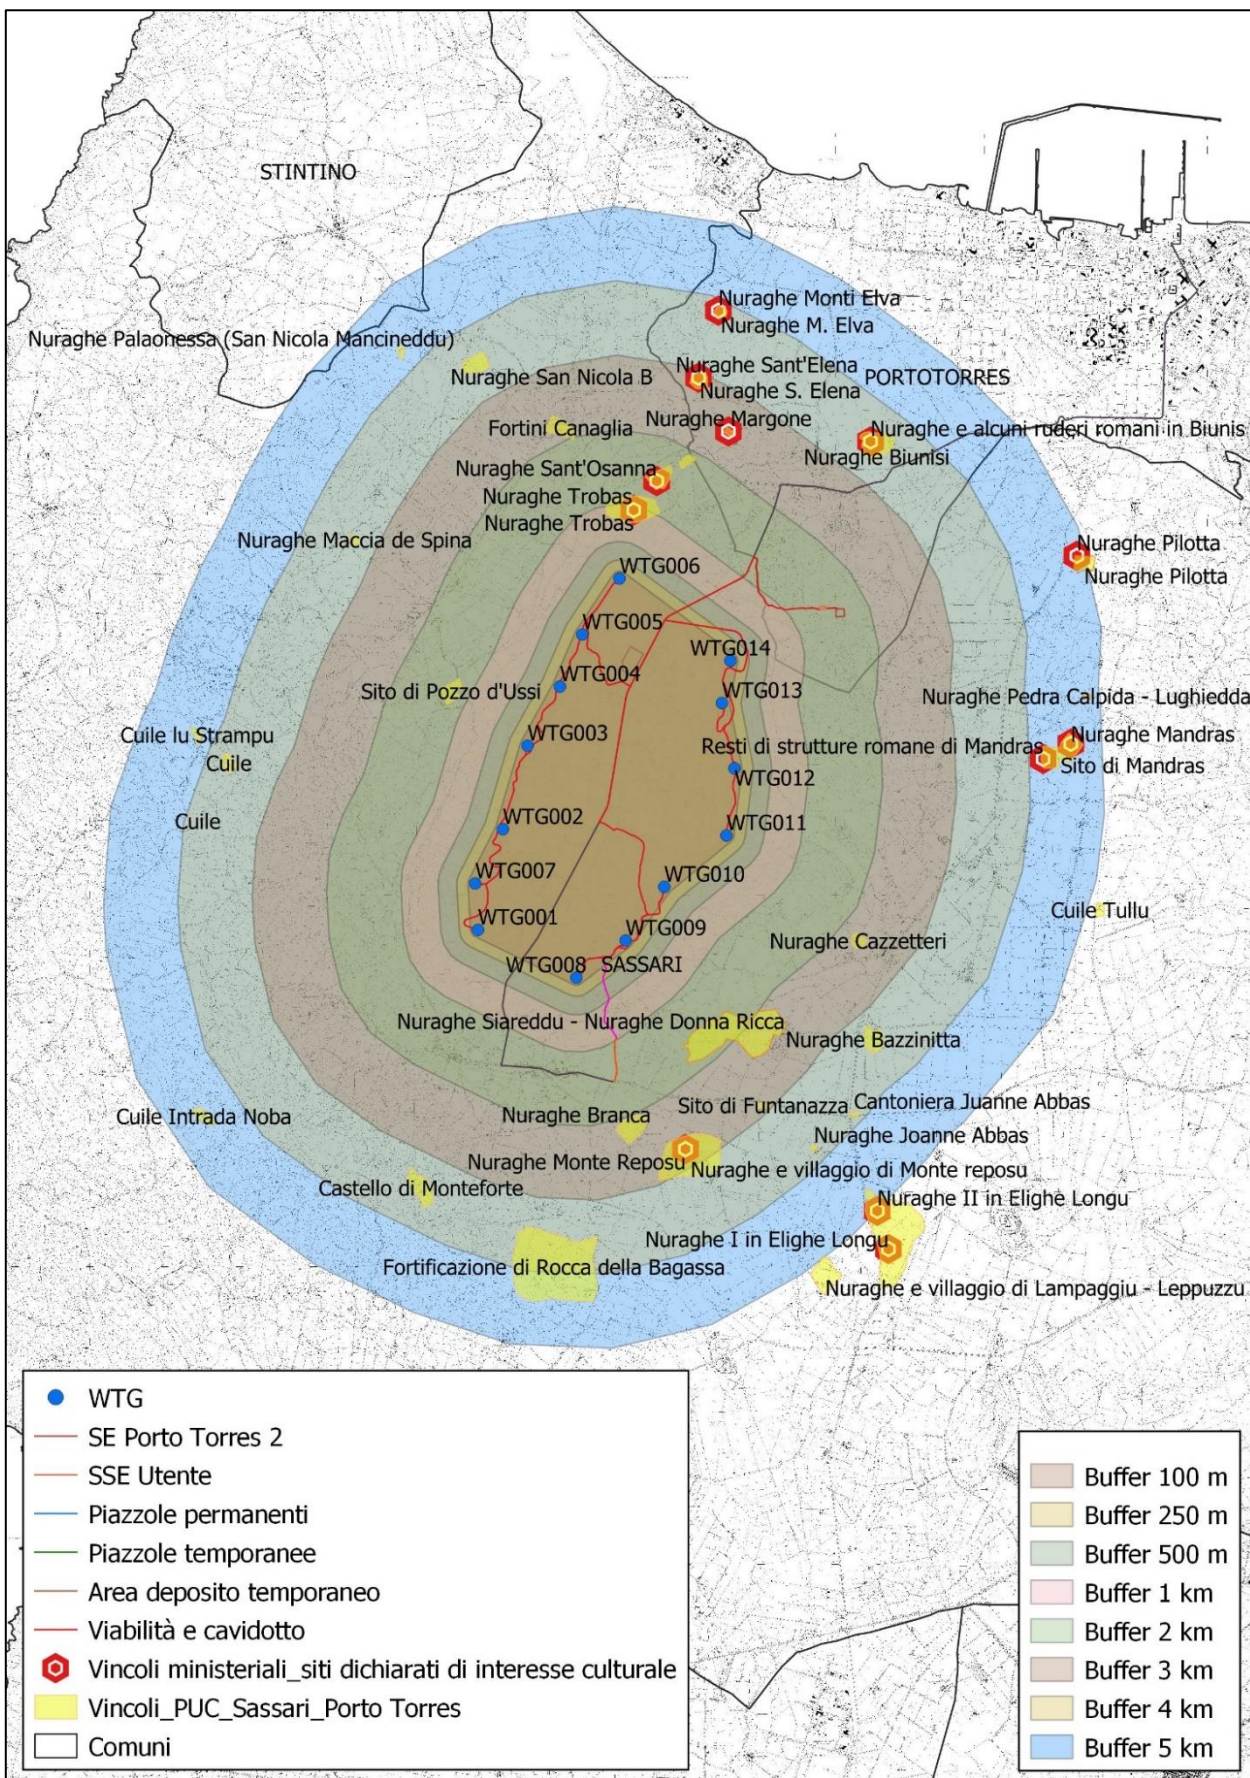 STINTINO
Nuraghe Monti Elva
Nuraghe M. Elva
Nuraghe Palaonessa (San Nicola Mancineddu)
Nuraghe San Nicola B
Nuraghe Sant'Elena
PORTOTORRES
Nuraghe S. Elena
Fortini Canaglia
Nuraghe Margone
Nuraghe e alcuni ruderi romani in Biunis
Nuraghe Biunisi
Nuraghe Sant'Osanna
Nuraghe Trobas
Nuraghe Trobas
Nuraghe Maccia de Spina
Nuraghe Pilotta
Nuraghe Pilotta
WTG006
WTG005
WTG014
WTG004
Sito di Pozzo d'Ussi
WTG013
Nuraghe Pedra Calpida - Lughiedda
Cuile lu Strampu
WTG003
Resti di strutture romane di Mandras
Nuraghe Mandras
Cuile
Sito di Mandras
WTG012
Cuile
WTG002
WTG011
WTG007
WTG010
WTG001
Cuile Tullu
WTG009
Nuraghe Cazzetteri
WTG008
SASSARI
Nuraghe Siareddu - Nuraghe Donna Ricca
Nuraghe Bazzinitta
Cuile Intrada Noba
Nuraghe Branca
Sito di Funtanazza
Cantoniera Juanne Abbas
Nuraghe Joanne Abbas
Nuraghe Monte Reposu
Nuraghe e villaggio di Monte reposu
Castello di Monteforte
Nuraghe II in Elighe Longu
Nuraghe I in Elighe Longu
Fortificazione di Rocca della Bagassa
Nuraghe e villaggio di Lampaggiu - Leppuzzu
WTG
SE Porto Torres 2
SSE Utente
Piazzole permanenti
Piazzole temporanee
Area deposito temporaneo
Viabilità e cavidotto
Vincoli ministeriali_siti dichiarati di interesse culturale
Vincoli_PUC_Sassari_Porto Torres
Comuni
Buffer 100 m
Buffer 250 m
Buffer 500 m
Buffer 1 km
Buffer 2 km
Buffer 3 km
Buffer 4 km
Buffer 5 km